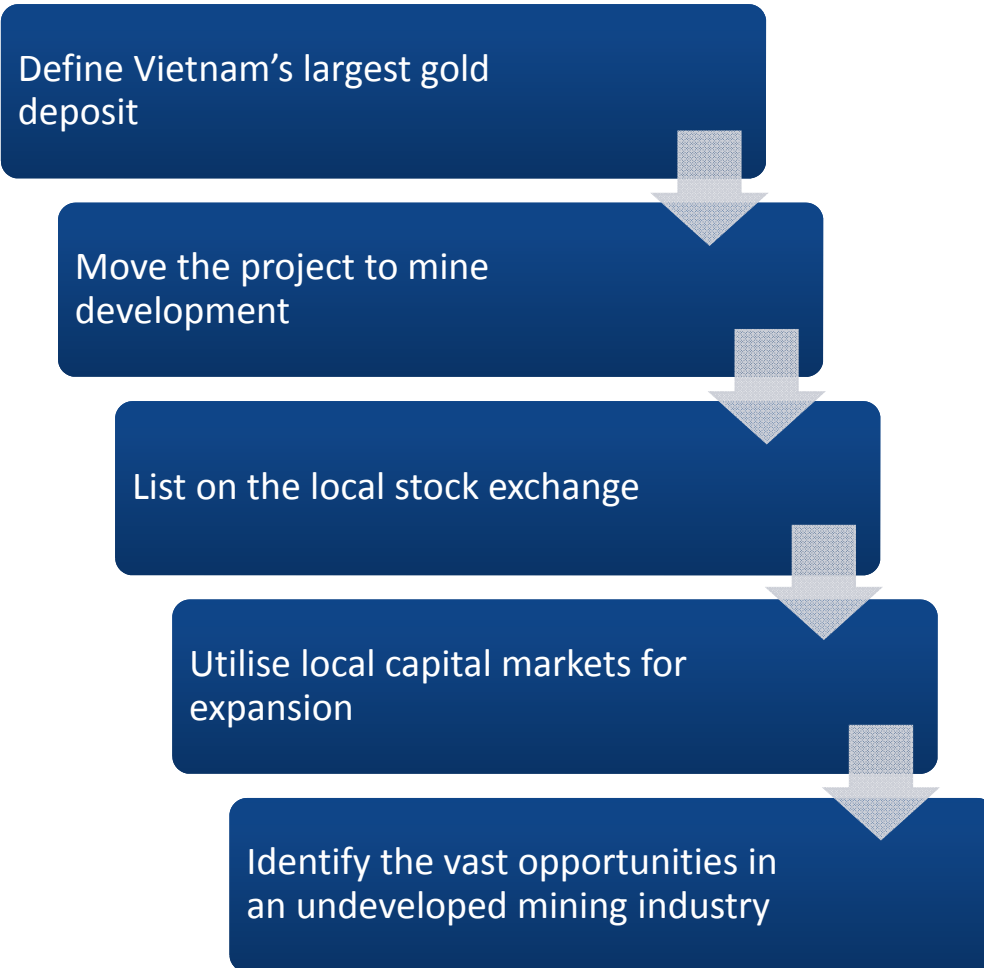 Define Vietnam’s largest gold
deposit
Move the project to mine
development
List on the local stock exchange
Utilise local capital markets for
expansion
Identify the vast opportunities in
an undeveloped mining industry